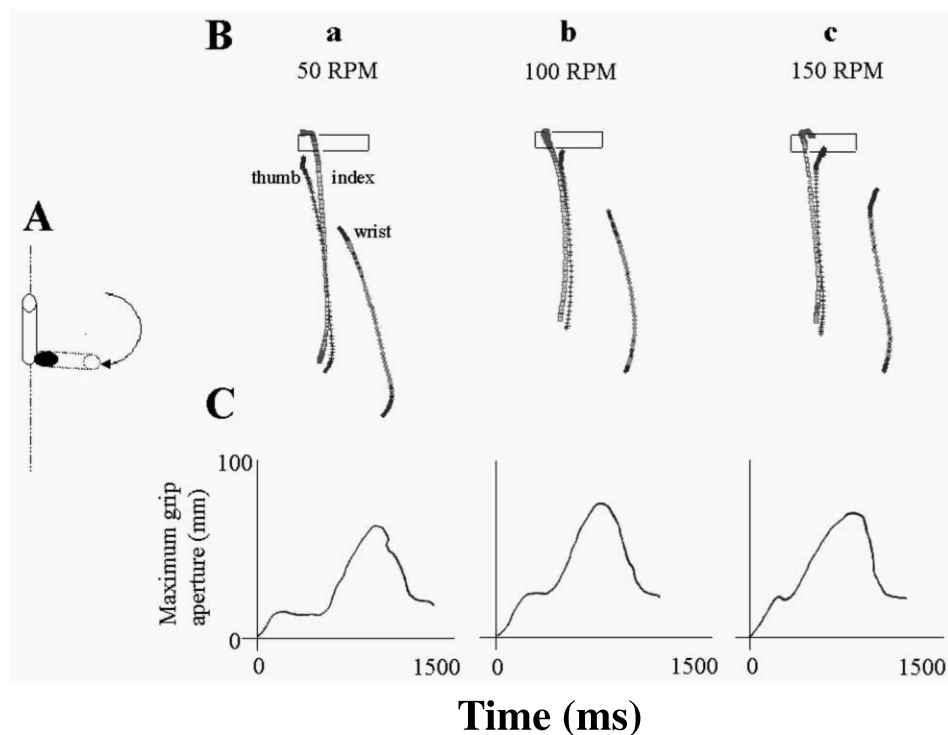 B a b c
50 RPM 100 RPM 150 RPM
thumb index
A
wrist
C
100
Maximum grip
aperture (mm)
0
0 1500 0 1500 0 1500
Time (ms)